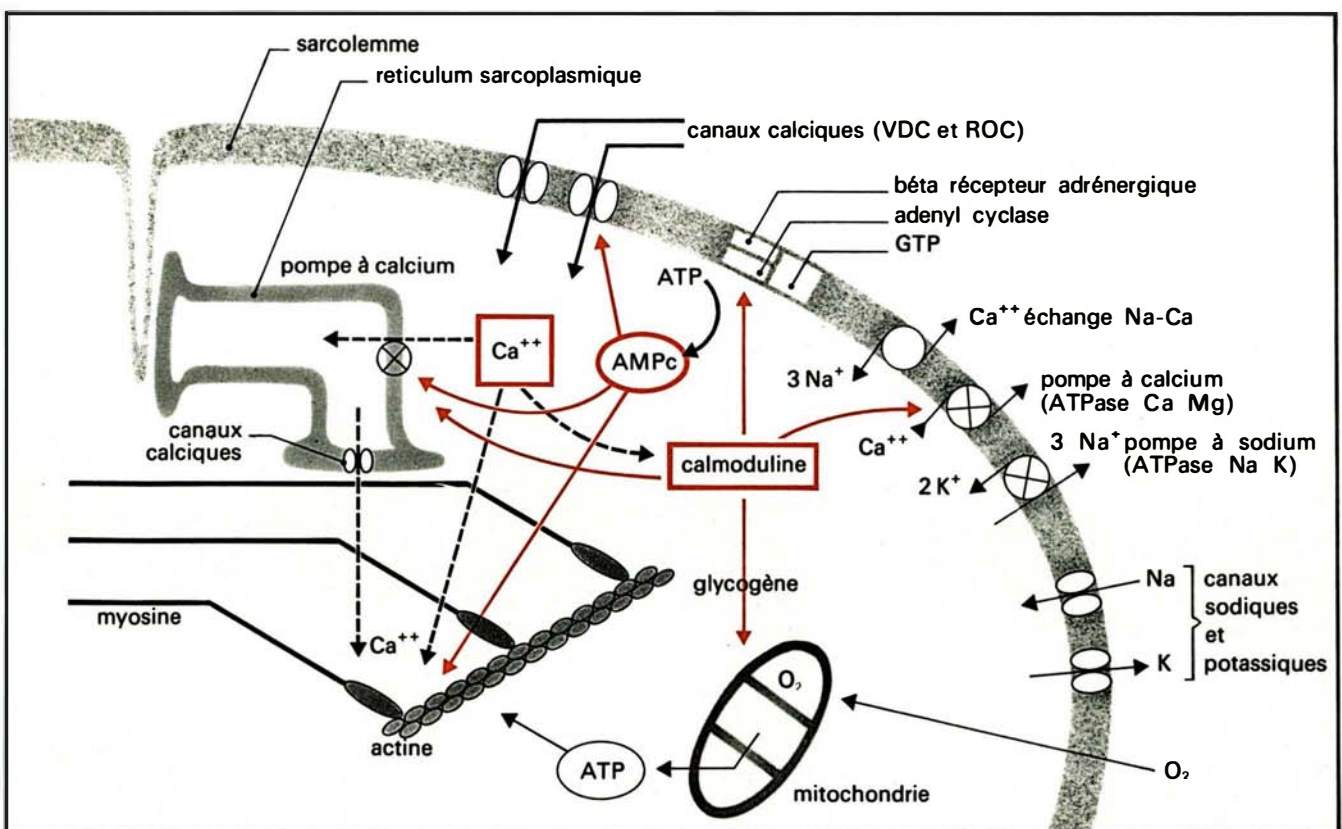 sarcolemme
reticulum sarcoplasmique
canaux calciques (VDC et ROC)
béta récepteur adrénergique
adenyl cyclase
GTP
pompe à calcium
ATP
Ca⁺⁺ échange Na-Ca
Ca⁺⁺
AMPc
3 Na⁺
pompe à calcium
(ATPase Ca Mg)
canaux
calciques
calmoduline
Ca⁺⁺
3 Na⁺ pompe à sodium
(ATPase Na K)
2 K⁺
glycogène
Na
canaux
sodiques
et
potassiques
K
myosine
Ca⁺⁺
O₂
actine
ATP
mitochondrie
O₂